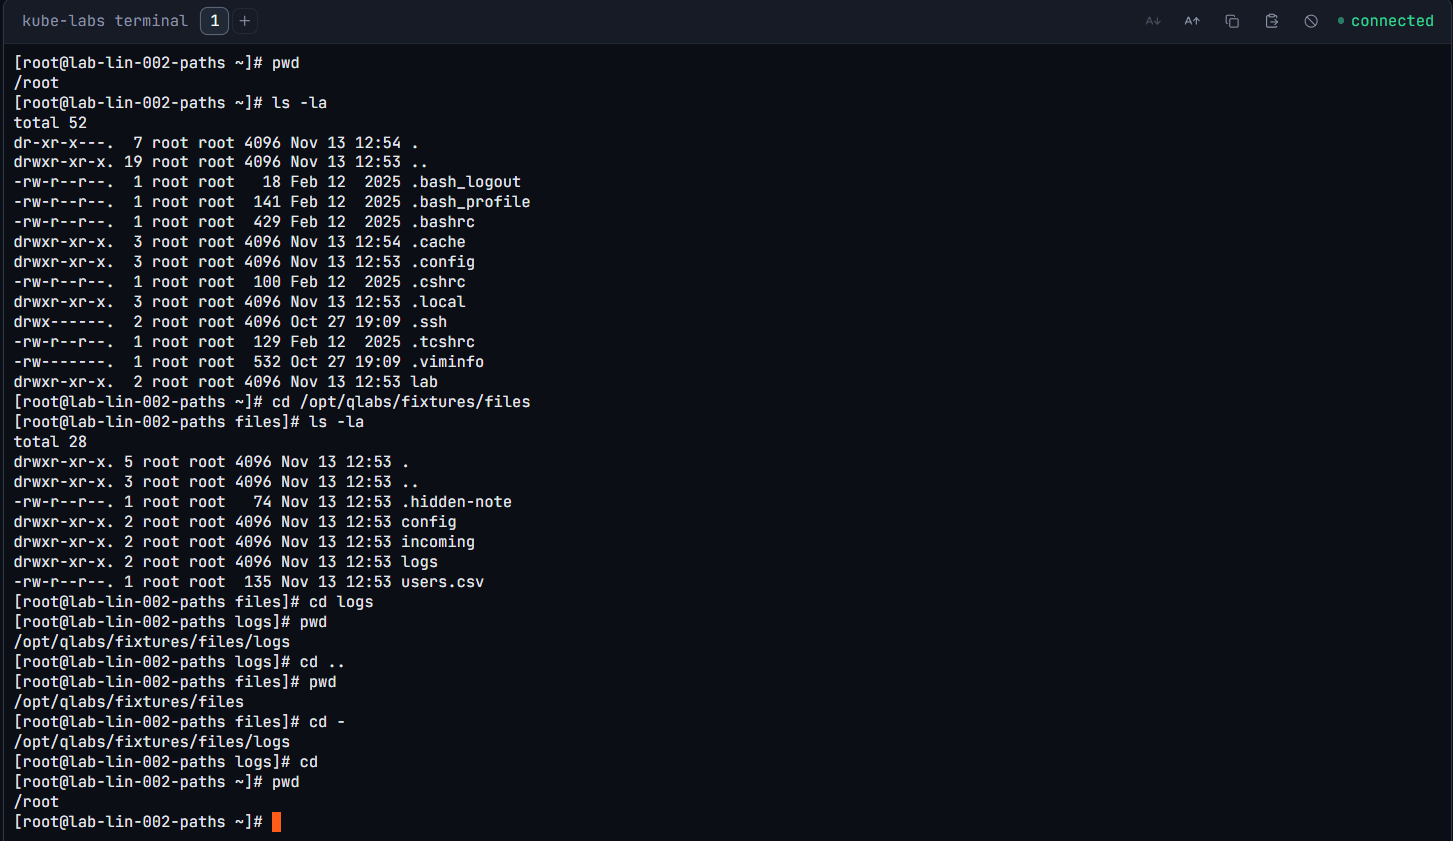 kube-labs terminal 1 + A↓ A↑ connected
[root@lab-lin-002-paths ~]# pwd
/root
[root@lab-lin-002-paths ~]# ls -la
total 52
dr-xr-x---.  7 root root 4096 Nov 13 12:54 .
drwxr-xr-x. 19 root root 4096 Nov 13 12:53 ..
-rw-r--r--.  1 root root   18 Feb 12  2025 .bash_logout
-rw-r--r--.  1 root root  141 Feb 12  2025 .bash_profile
-rw-r--r--.  1 root root  429 Feb 12  2025 .bashrc
drwxr-xr-x.  3 root root 4096 Nov 13 12:54 .cache
drwxr-xr-x.  3 root root 4096 Nov 13 12:53 .config
-rw-r--r--.  1 root root  100 Feb 12  2025 .cshrc
drwxr-xr-x.  3 root root 4096 Nov 13 12:53 .local
drwx------.  2 root root 4096 Oct 27 19:09 .ssh
-rw-r--r--.  1 root root  129 Feb 12  2025 .tcshrc
-rw-------.  1 root root  532 Oct 27 19:09 .viminfo
drwxr-xr-x.  2 root root 4096 Nov 13 12:53 lab
[root@lab-lin-002-paths ~]# cd /opt/qlabs/fixtures/files
[root@lab-lin-002-paths files]# ls -la
total 28
drwxr-xr-x. 5 root root 4096 Nov 13 12:53 .
drwxr-xr-x. 3 root root 4096 Nov 13 12:53 ..
-rw-r--r--. 1 root root   74 Nov 13 12:53 .hidden-note
drwxr-xr-x. 2 root root 4096 Nov 13 12:53 config
drwxr-xr-x. 2 root root 4096 Nov 13 12:53 incoming
drwxr-xr-x. 2 root root 4096 Nov 13 12:53 logs
-rw-r--r--. 1 root root  135 Nov 13 12:53 users.csv
[root@lab-lin-002-paths files]# cd logs
[root@lab-lin-002-paths logs]# pwd
/opt/qlabs/fixtures/files/logs
[root@lab-lin-002-paths logs]# cd ..
[root@lab-lin-002-paths files]# pwd
/opt/qlabs/fixtures/files
[root@lab-lin-002-paths files]# cd -
/opt/qlabs/fixtures/files/logs
[root@lab-lin-002-paths logs]# cd
[root@lab-lin-002-paths ~]# pwd
/root
[root@lab-lin-002-paths ~]#